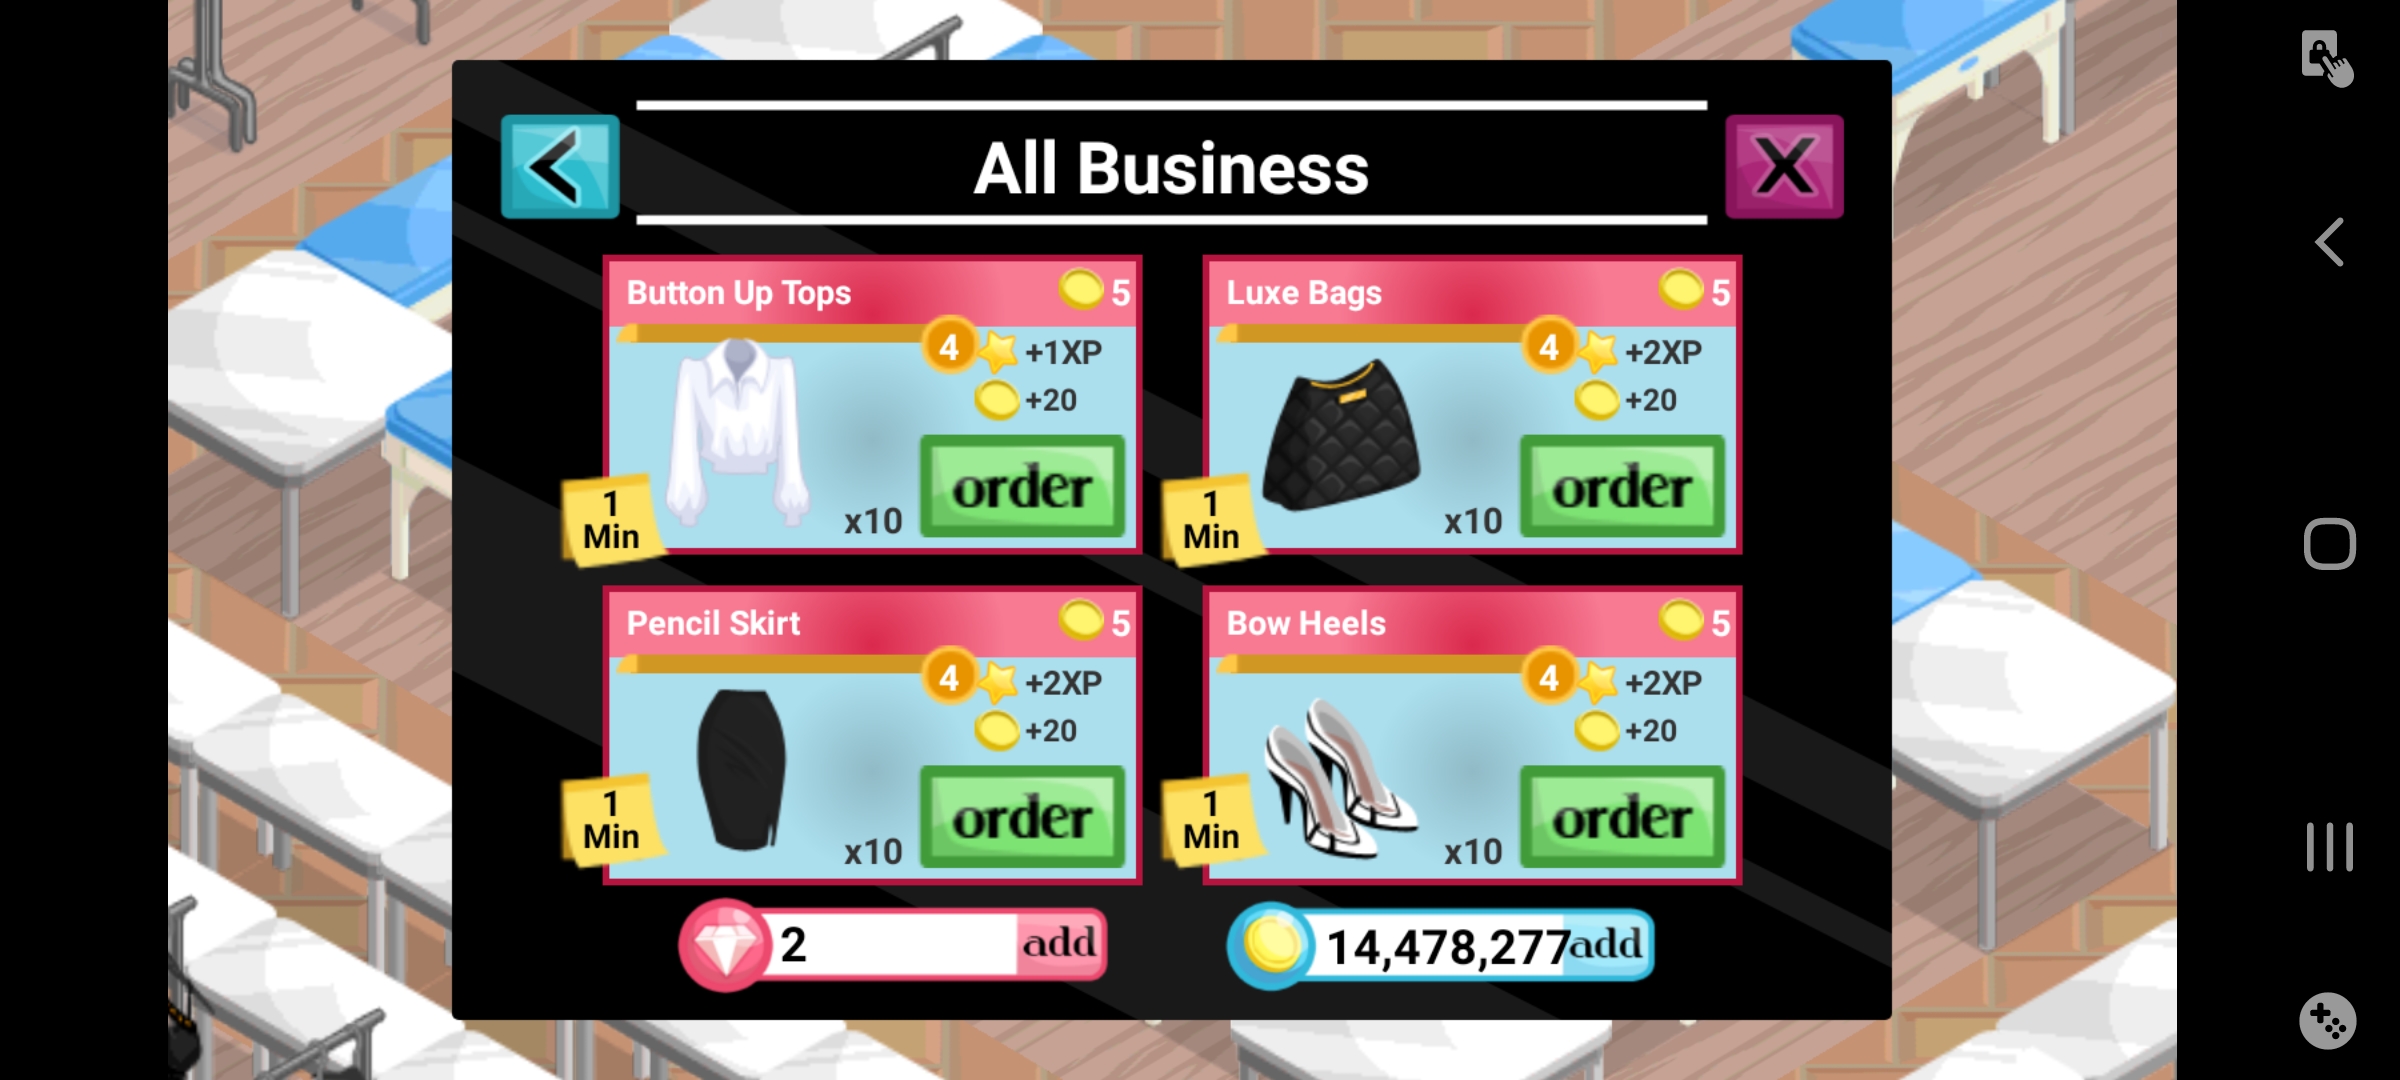 All Business
X
Button Up Tops 5
4 +1XP
+20
1
Min
x10
order
Luxe Bags 5
4 +2XP
+20
1
Min
x10
order
Pencil Skirt 5
4 +2XP
+20
1
Min
x10
order
Bow Heels 5
4 +2XP
+20
1
Min
x10
order
2 add
14,478,277 add